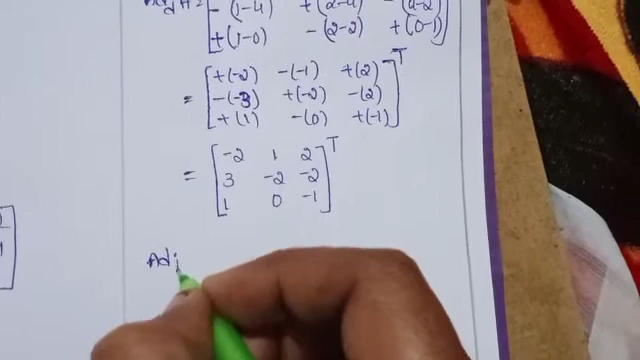 - (1-4) +(2-4) - (2-2)
+(1-0) - (2-2) +(0-1)
= [ +(-2) -(-1) +(2) ]T
-(-3) +(-2) -(2)
+(1) -(0) +(-1)
= [ -2 1 2 ]T
3 -2 -2
1 0 -1
Adj